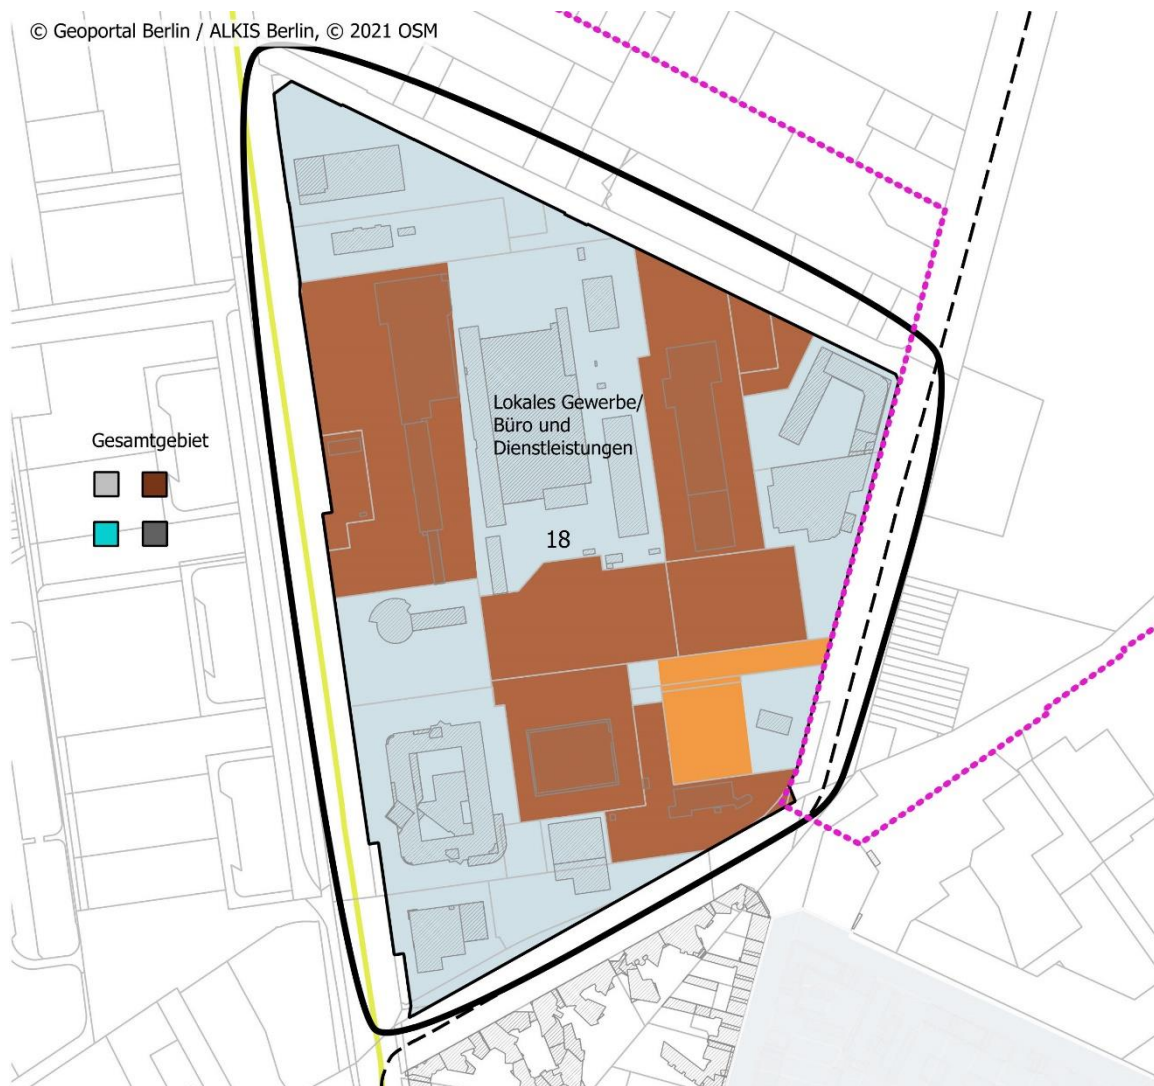 © Geoportal Berlin / ALKIS Berlin, © 2021 OSM
Lokales Gewerbe/
Büro und
Dienstleistungen
Gesamtgebiet
18